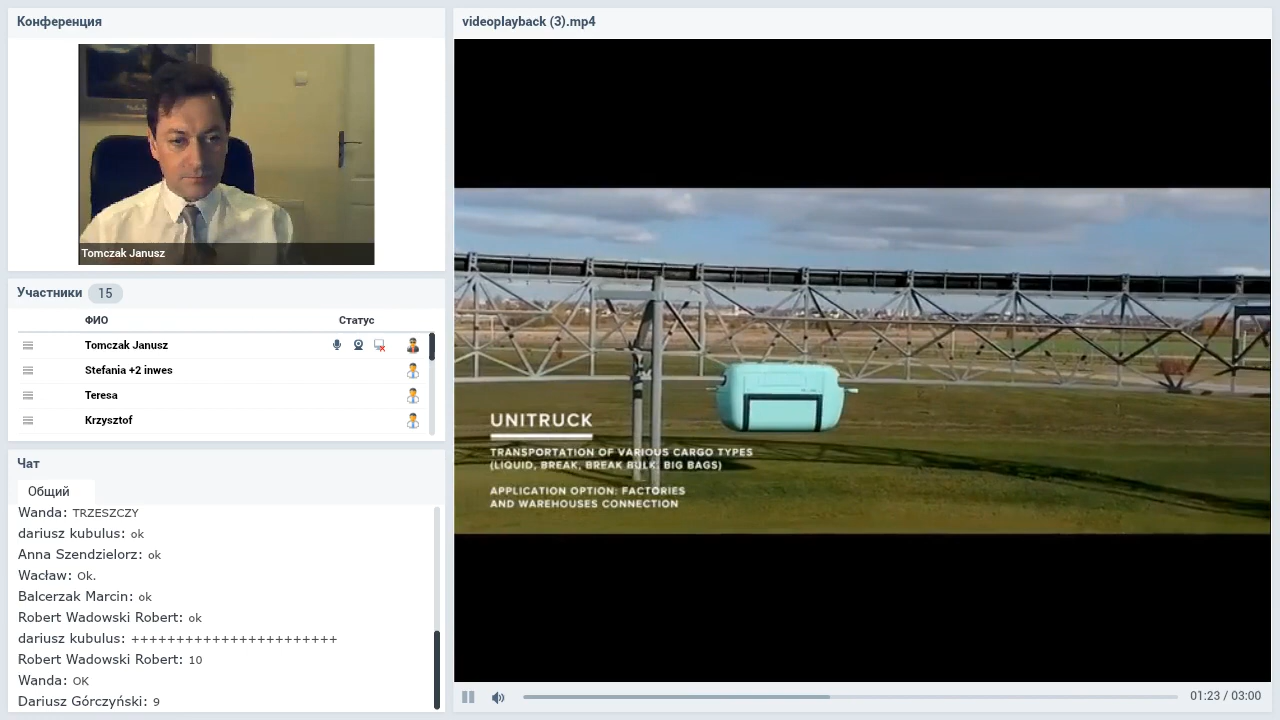 Конференция
Tomczak Janusz
Участники 15
ФИО Статус
Tomczak Janusz
Stefania +2 inwes
Teresa
Krzysztof
Чат
Общий
Wanda: TRZESZCZY
dariusz kubulus: ok
Anna Szendzielorz: ok
Wacław: Ok.
Balcerzak Marcin: ok
Robert Wadowski Robert: ok
dariusz kubulus: +++++++++++++++++++++++
Robert Wadowski Robert: 10
Wanda: OK
Dariusz Górczyński: 9
videoplayback (3).mp4
UNITRUCK
TRANSPORTATION OF VARIOUS CARGO TYPES
(LIQUID, BREAK, BREAK BULK, BIG BAGS)
APPLICATION OPTION: FACTORIES
AND WAREHOUSES CONNECTION
01:23 / 03:00